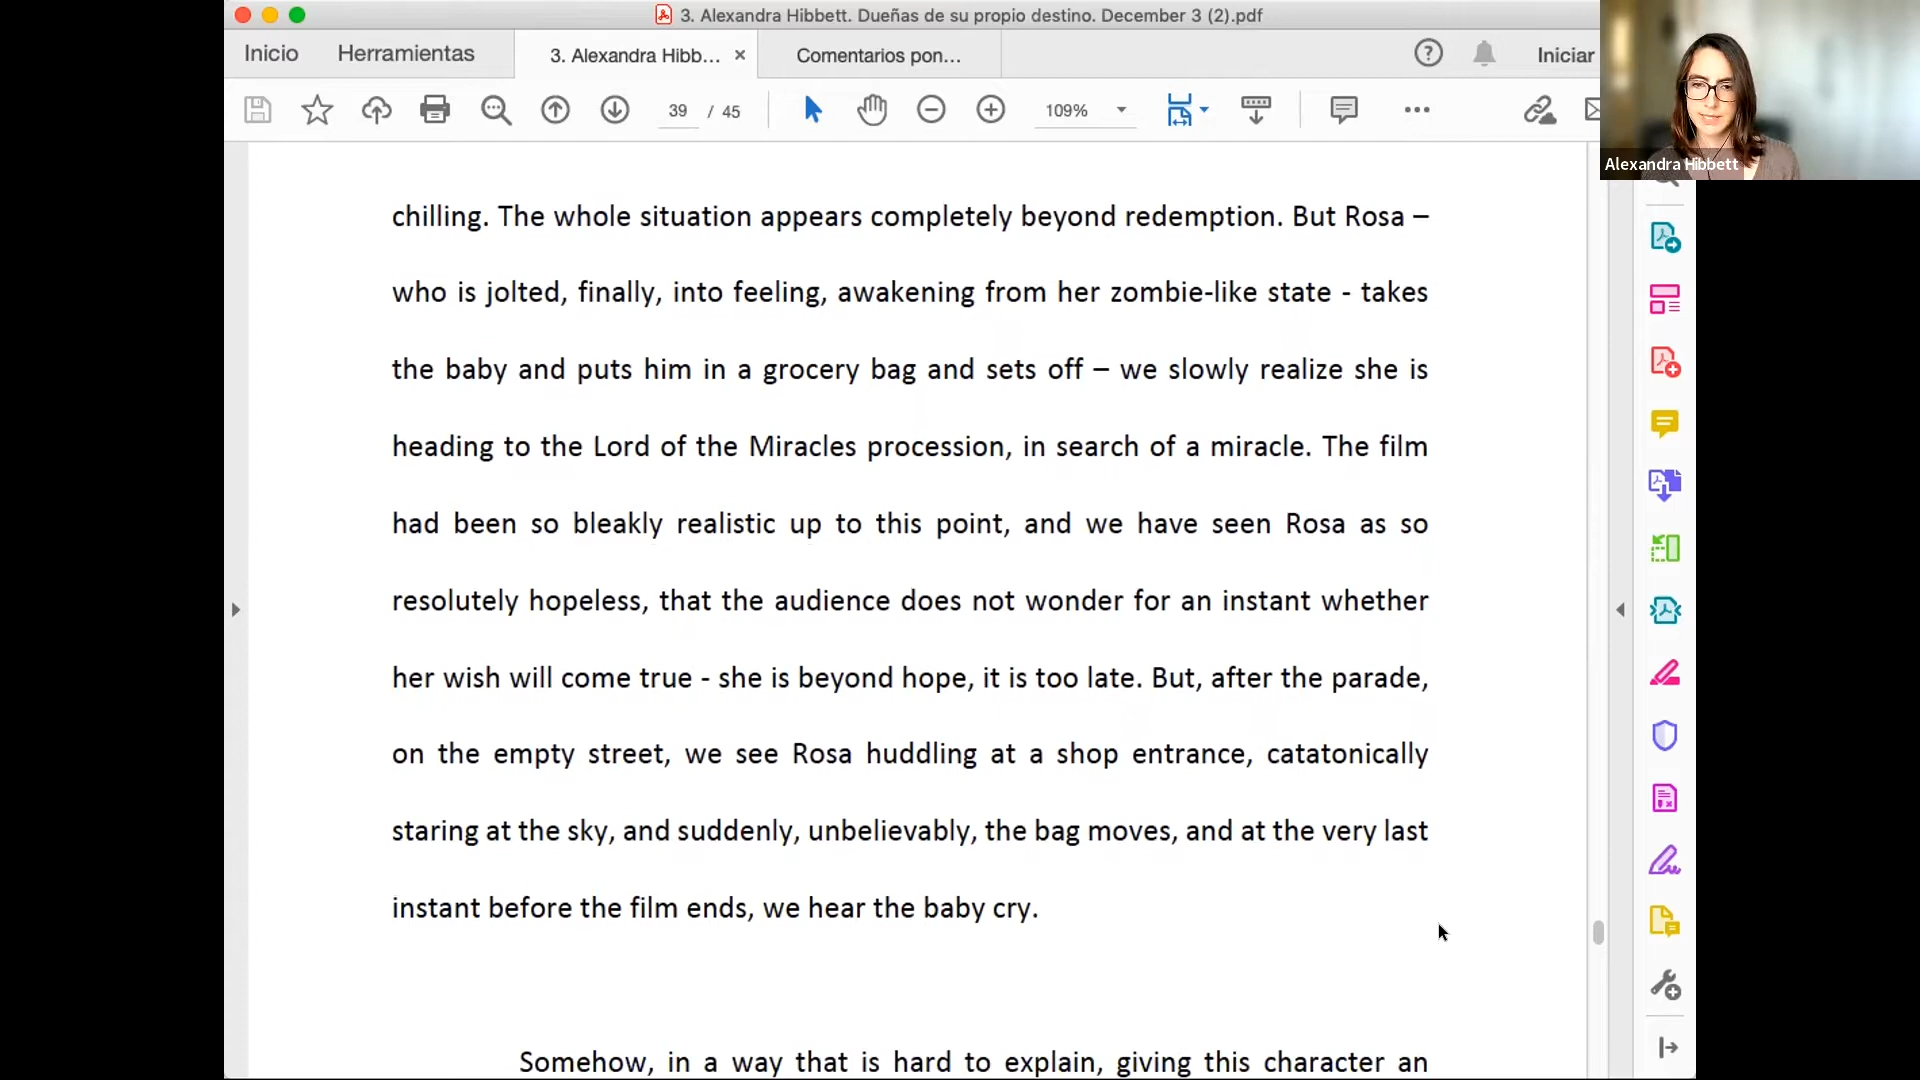 3. Alexandra Hibbett. Dueñas de su propio destino. December 3 (2).pdf
Inicio
Herramientas
3. Alexandra Hibb...
Comentarios pon...
Iniciar
39 / 45
109%
Alexandra Hibbett
chilling. The whole situation appears completely beyond redemption. But Rosa –
who is jolted, finally, into feeling, awakening from her zombie-like state - takes
the baby and puts him in a grocery bag and sets off – we slowly realize she is
heading to the Lord of the Miracles procession, in search of a miracle. The film
had been so bleakly realistic up to this point, and we have seen Rosa as so
resolutely hopeless, that the audience does not wonder for an instant whether
her wish will come true - she is beyond hope, it is too late. But, after the parade,
on the empty street, we see Rosa huddling at a shop entrance, catatonically
staring at the sky, and suddenly, unbelievably, the bag moves, and at the very last
instant before the film ends, we hear the baby cry.
Somehow, in a way that is hard to explain, giving this character an